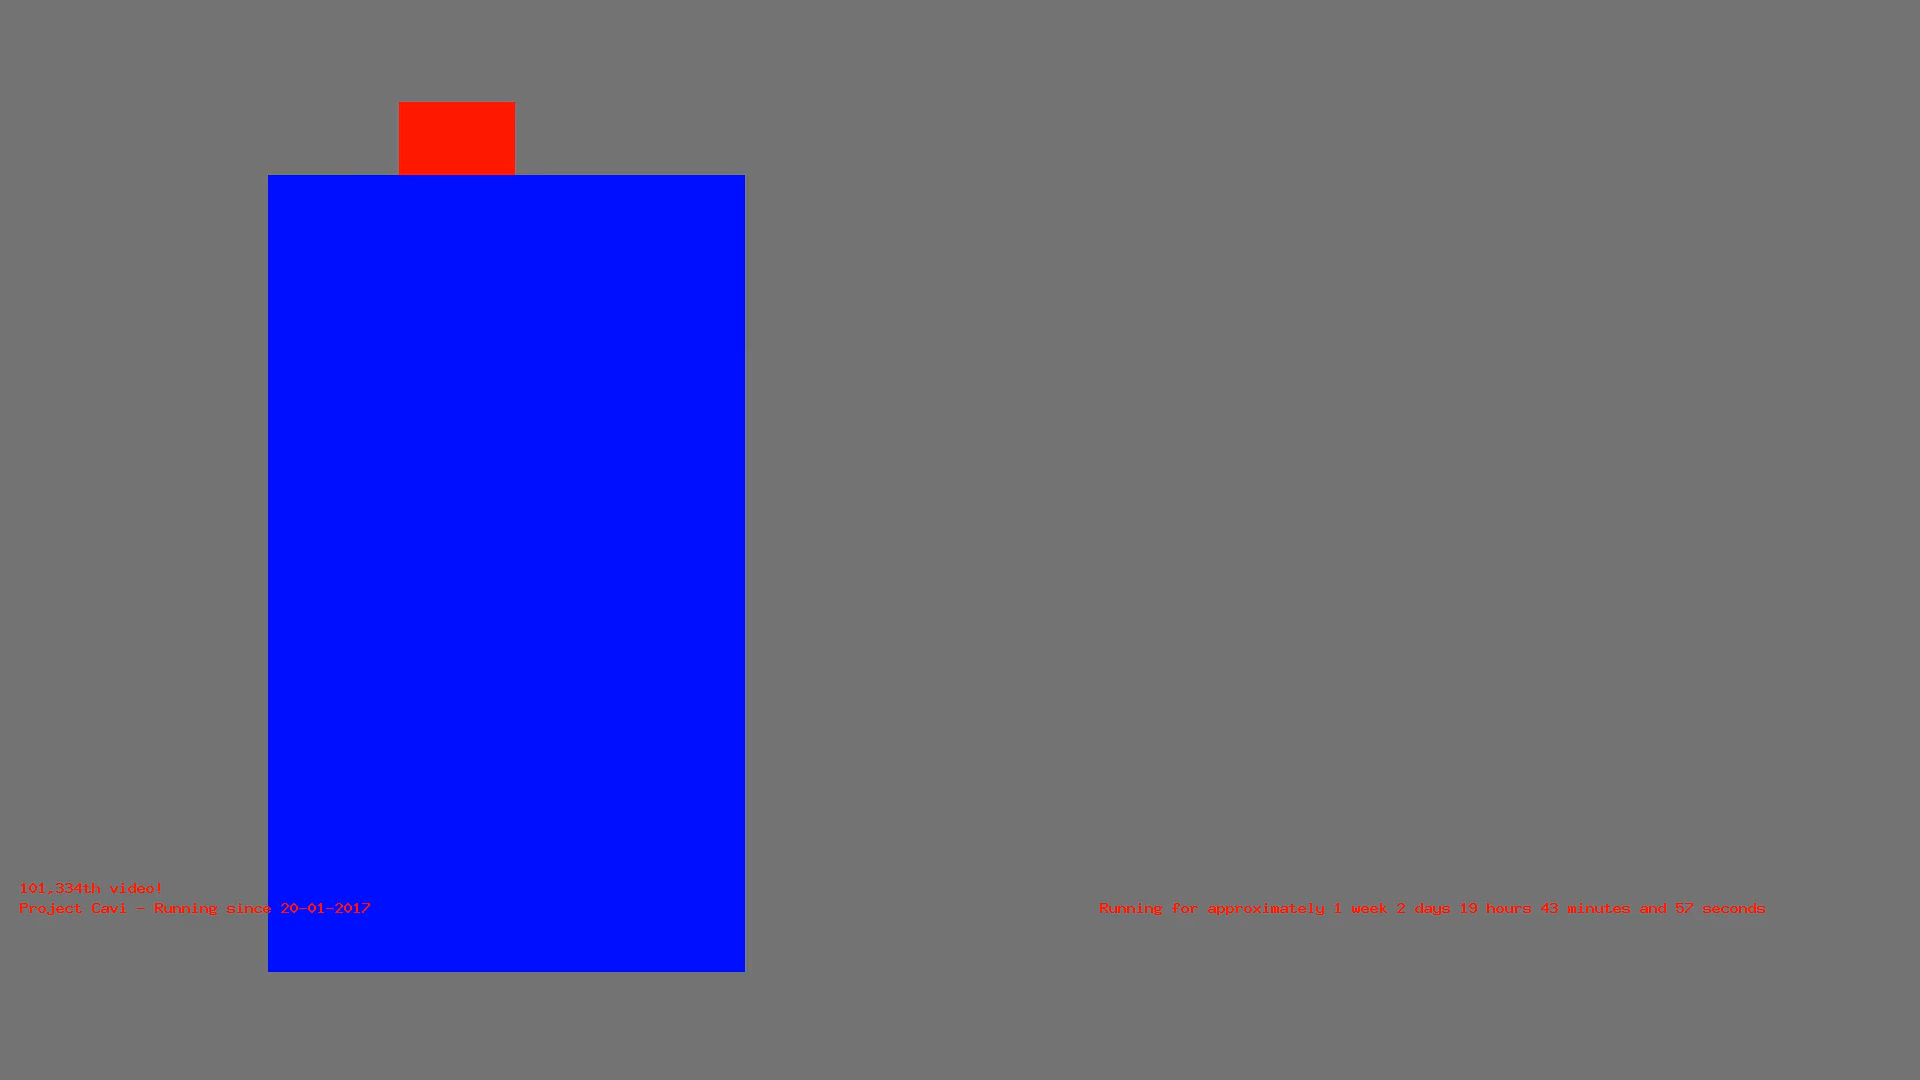 101,334th video!
Project Cavi - Running since 20-01-2017
Running for approximately 1 week 2 days 19 hours 43 minutes and 57 seconds